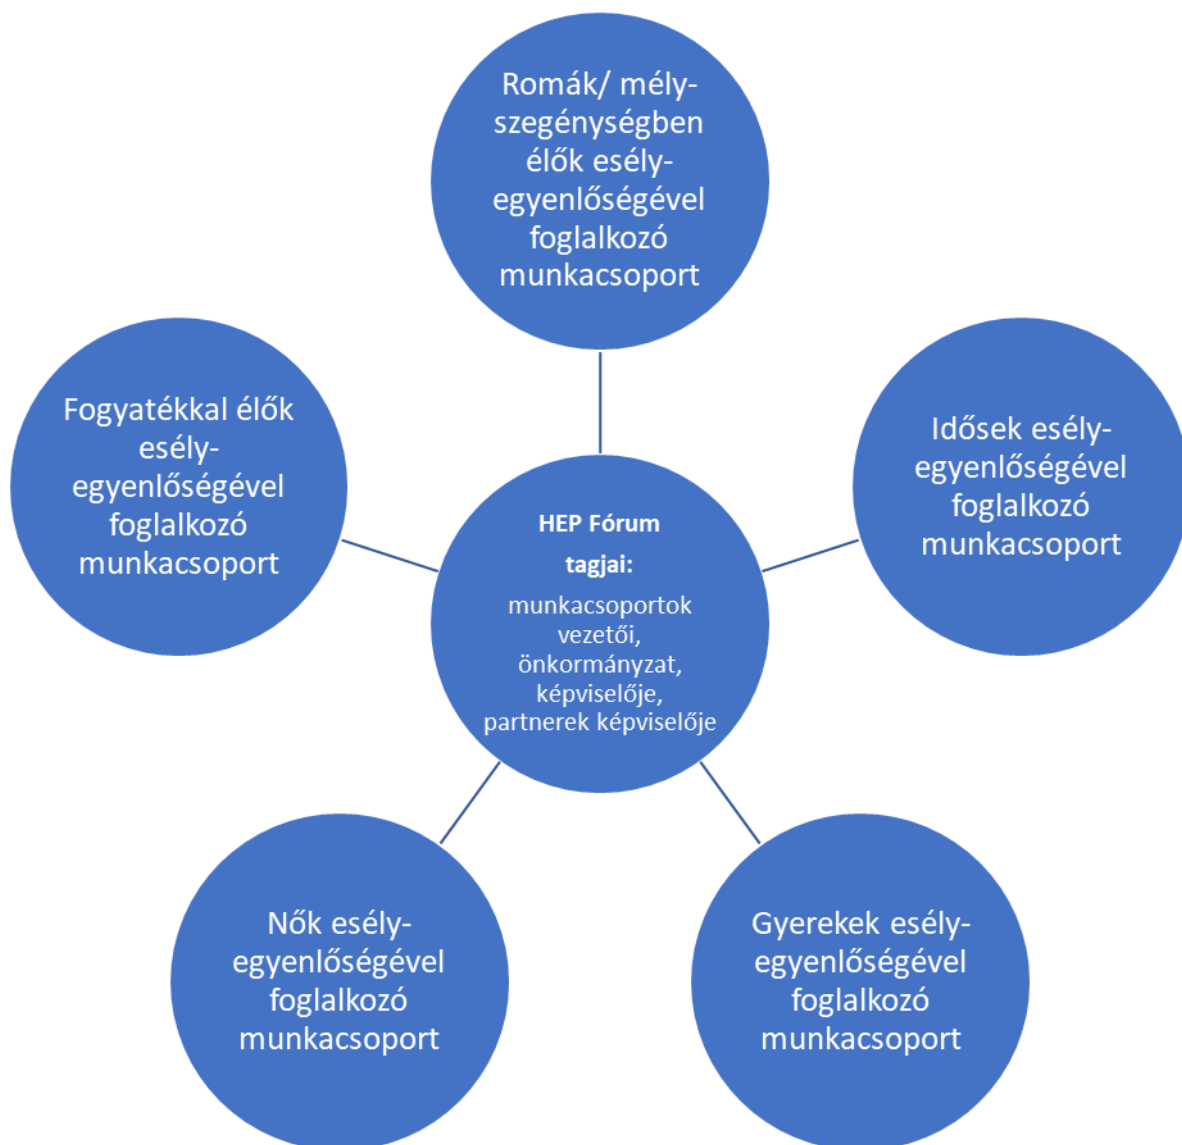 Romák/ mély-
szegénységben
élők esély-
egyenlőségével
foglalkozó
munkacsoport
Fogyatékkal élők
esély-
egyenlőségével
foglalkozó
munkacsoport
Idősek esély-
egyenlőségével
foglalkozó
munkacsoport
HEP Fórum
tagjai:
munkacsoportok
vezetői,
önkormányzat,
képviselője,
partnerek képviselője
Nők esély-
egyenlőségével
foglalkozó
munkacsoport
Gyerekek esély-
egyenlőségével
foglalkozó
munkacsoport